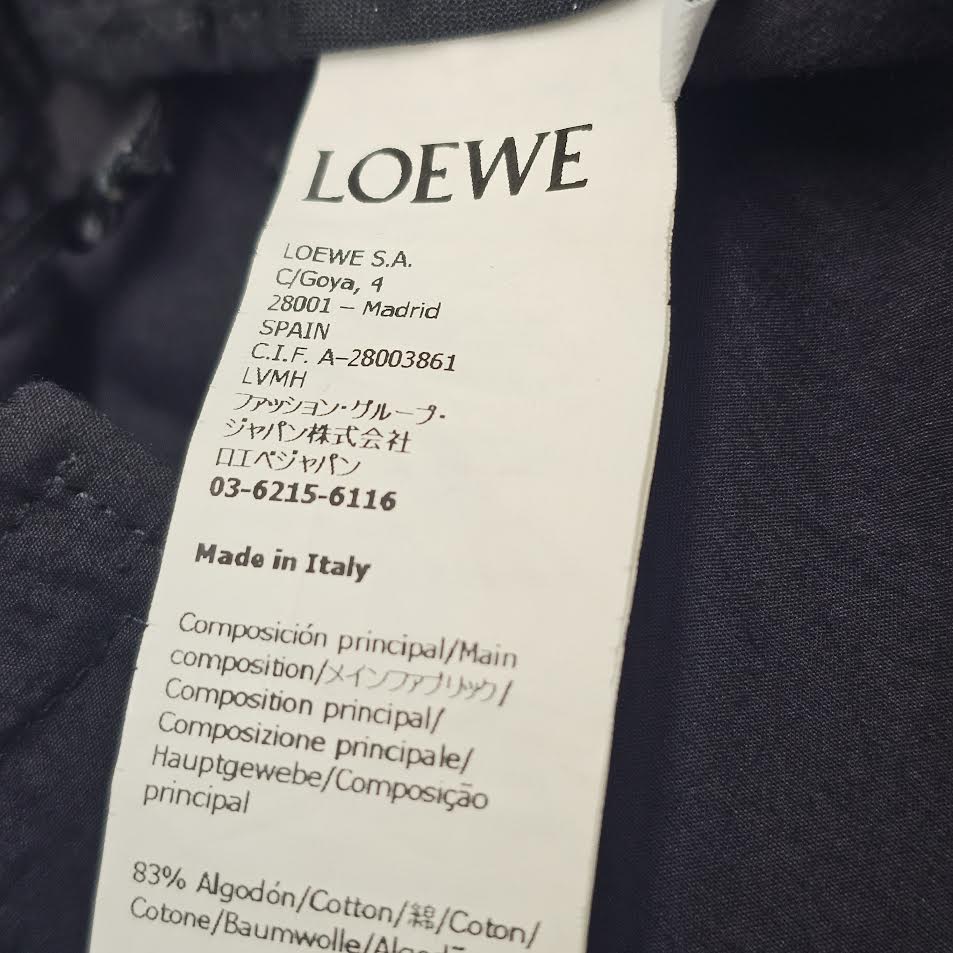 LOEWE
LOEWE S.A.
C/Goya, 4
28001 – Madrid
SPAIN
C.I.F. A–28003861
LVMH
ファッション・グループ・
ジャパン株式会社
ロエベジャパン
03-6215-6116
Made in Italy
Composición principal/Main
composition/メインファブリック/
Composition principal/
Composizione principale/
Hauptgewebe/Composição
principal
83% Algodón/Cotton/綿/Coton/
Cotone/Baumwolle/